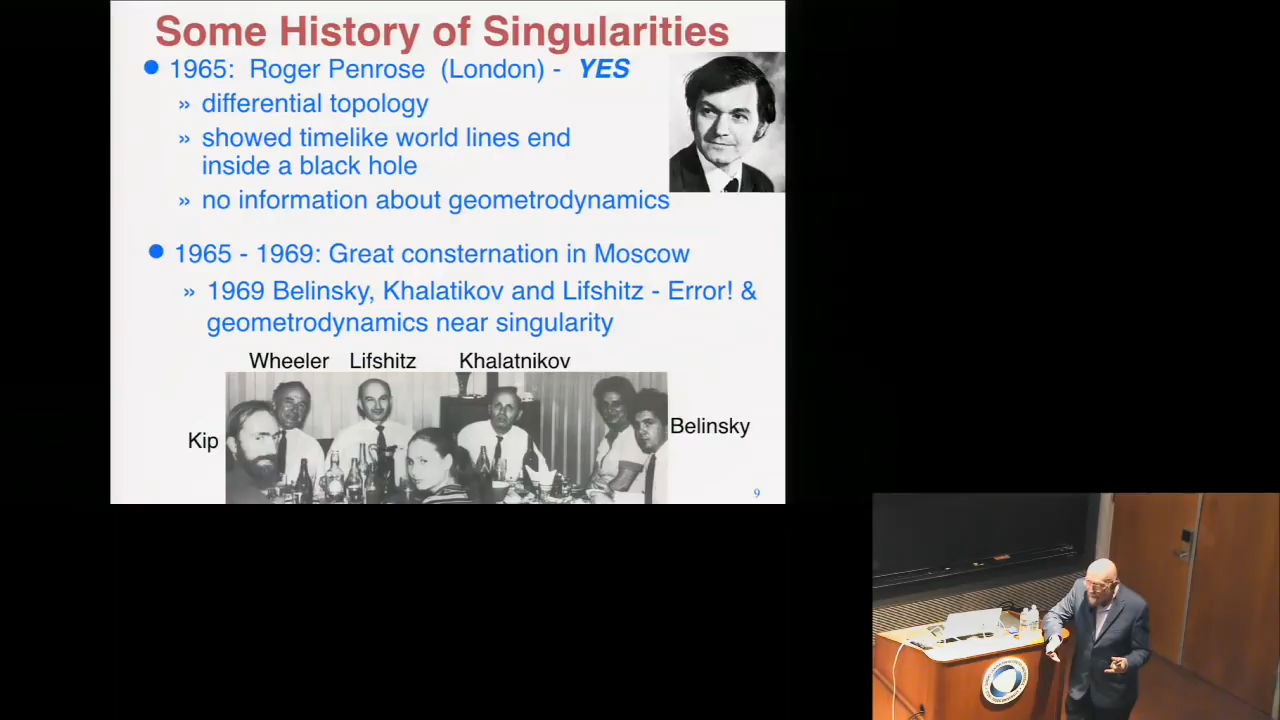 Some History of Singularities
1965: Roger Penrose (London) - YES
» differential topology
» showed timelike world lines end
inside a black hole
» no information about geometrodynamics
1965 - 1969: Great consternation in Moscow
» 1969 Belinsky, Khalatikov and Lifshitz - Error! &
geometrodynamics near singularity
Wheeler Lifshitz Khalatnikov
Kip
Belinsky
9